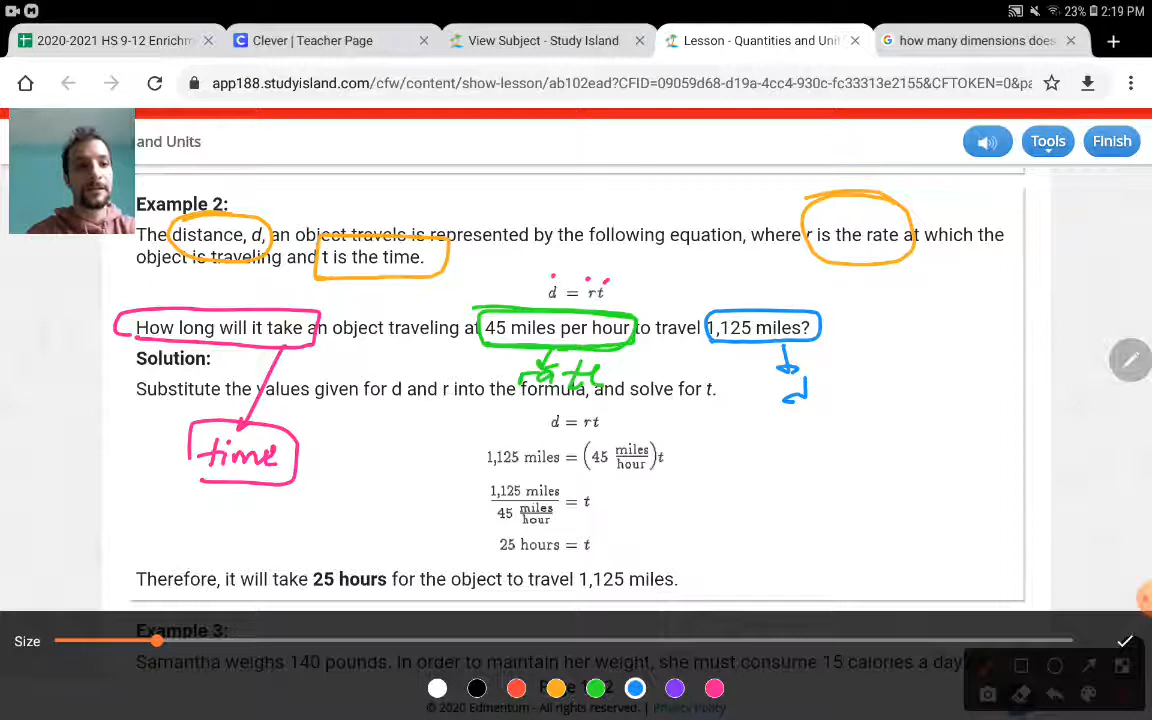 23% 2:19 PM
2020-2021 HS 9-12 Enrichm
Clever | Teacher Page
View Subject - Study Island
Lesson - Quantities and Unit
how many dimensions does
app188.studyisland.com/cfw/content/show-lesson/ab102ead?CFID=09059d68-d19a-4cc4-930c-fc33313e2155&CFTOKEN=0&pa
and Units
Tools
Finish
Example 2:
The distance, d, an object travels is represented by the following equation, where r is the rate at which the
object is traveling and t is the time.
d = rt
How long will it take an object traveling at 45 miles per hour to travel 1,125 miles?
Solution:
rate
d
Substitute the values given for d and r into the formula, and solve for t.
time
d = rt
1,125 miles = (45 miles/hour)t
1,125 miles / 45 miles/hour = t
25 hours = t
Therefore, it will take 25 hours for the object to travel 1,125 miles.
Size
Example 3:
Samantha weighs 140 pounds. In order to maintain her weight, she must consume 15 calories a day
© 2020 Edmentum - All rights reserved. | Privacy Policy